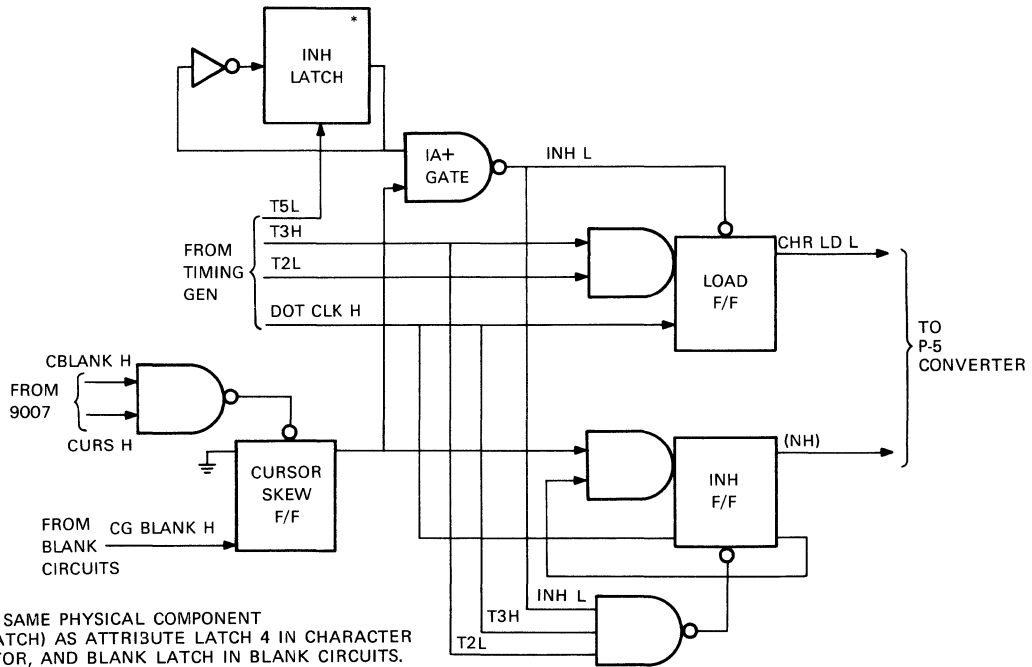 *
INH
LATCH
IA+
GATE
INH L
T5L
T3H
T2L
DOT CLK H
FROM
TIMING
GEN
LOAD
F/F
CHR LD L
TO
P-5
CONVERTER
CBLANK H
FROM
9007
CURS H
CURSOR
SKEW
F/F
FROM
BLANK
CIRCUITS
CG BLANK H
INH
F/F
(NH)
INH L
T3H
T2L
SAME PHYSICAL COMPONENT
ATCH) AS ATTRIBUTE LATCH 4 IN CHARACTER
TOR, AND BLANK LATCH IN BLANK CIRCUITS.